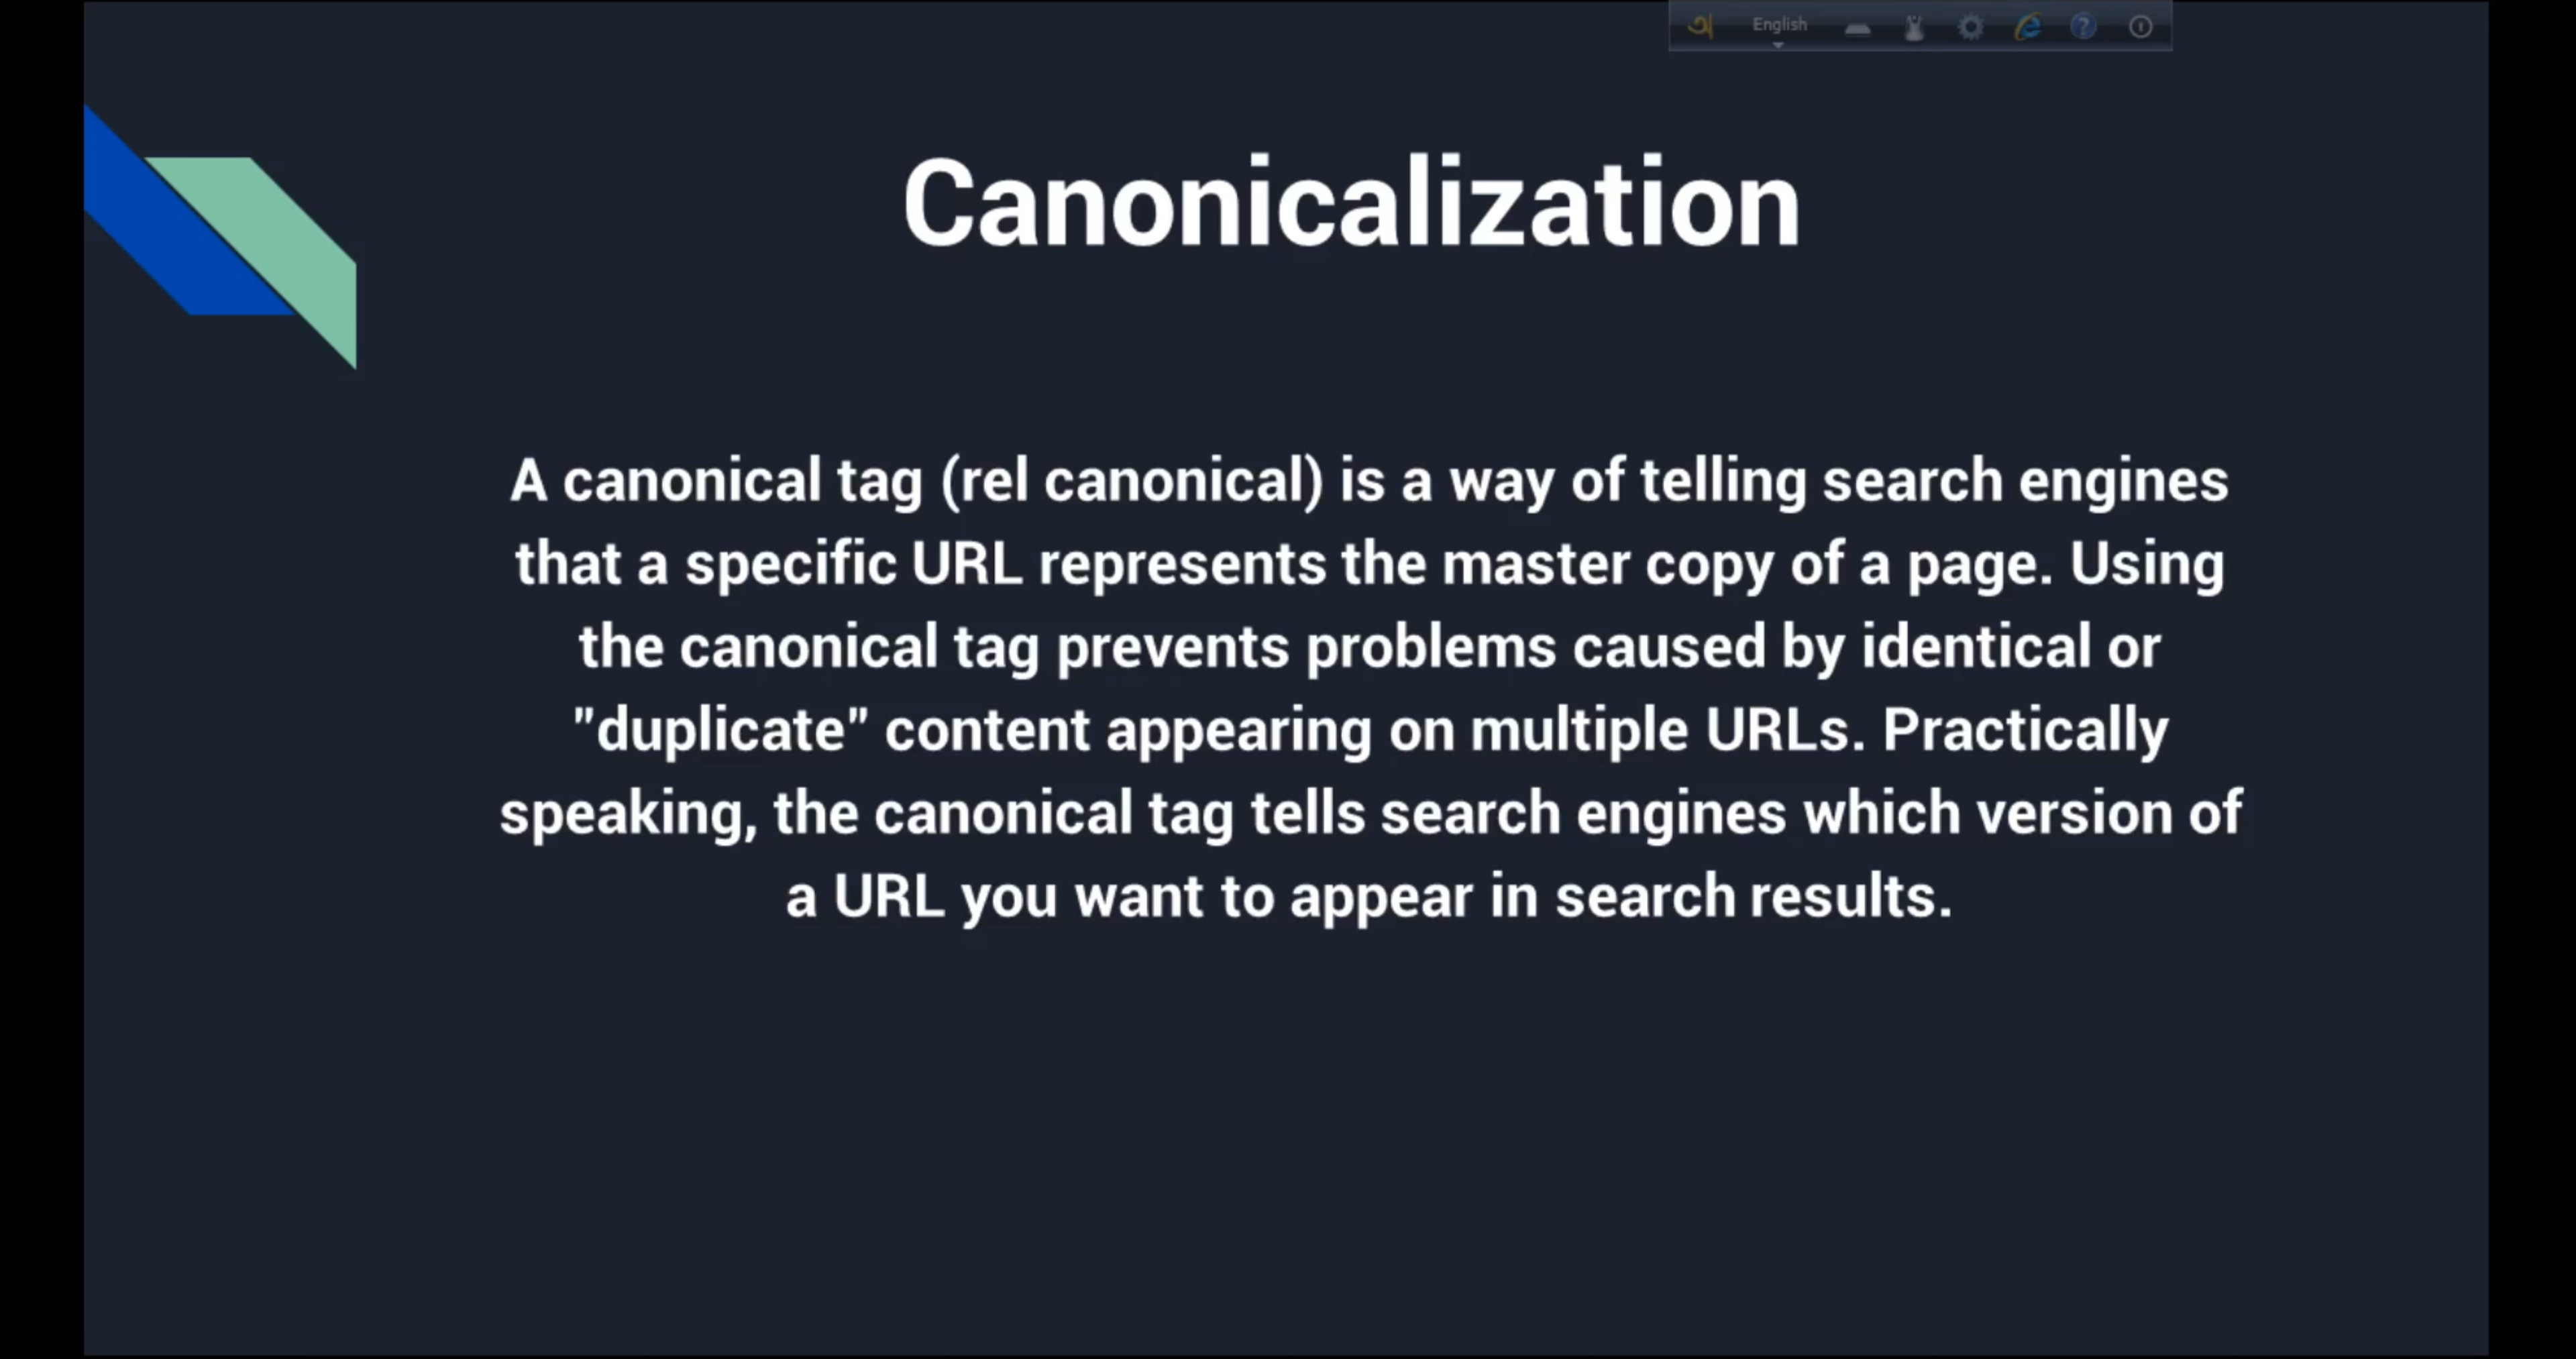 English
Canonicalization
A canonical tag (rel canonical) is a way of telling search engines
that a specific URL represents the master copy of a page. Using
the canonical tag prevents problems caused by identical or
"duplicate" content appearing on multiple URLs. Practically
speaking, the canonical tag tells search engines which version of
a URL you want to appear in search results.